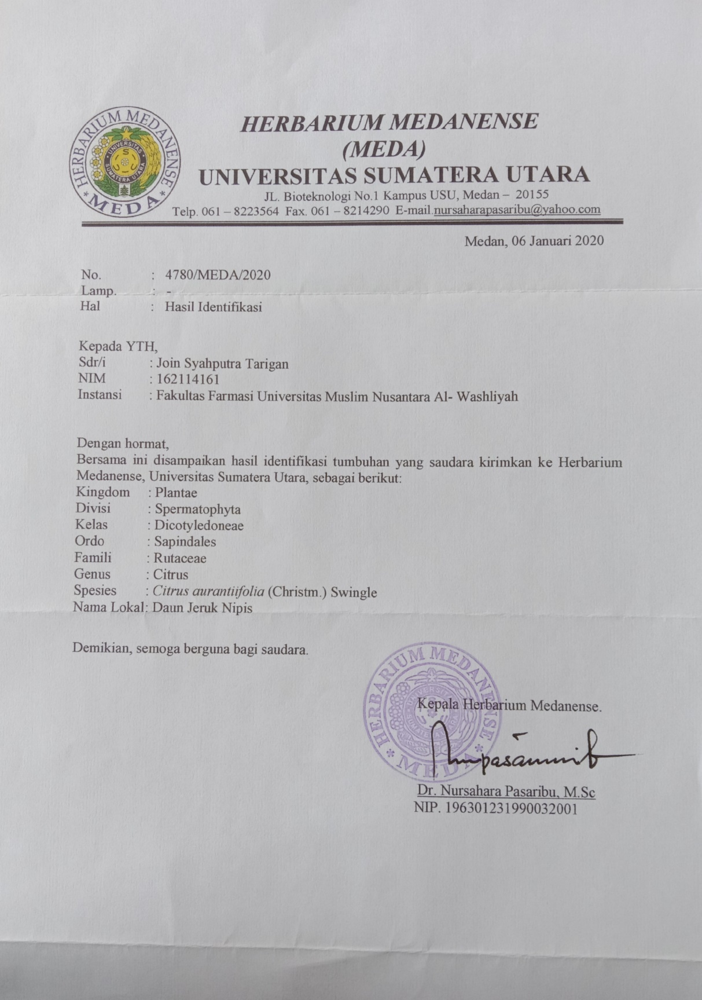 HERBARIUM MEDANENSE
* MEDA *
UNIVERSITAS
SUMATERA UTARA
HERBARIUM MEDANENSE
(MEDA)
UNIVERSITAS SUMATERA UTARA
JL. Bioteknologi No.1 Kampus USU, Medan – 20155
Telp. 061 – 8223564 Fax. 061 – 8214290 E-mail.nursaharapasaribu@yahoo.com
Medan, 06 Januari 2020
No. : 4780/MEDA/2020
Lamp. : -
Hal : Hasil Identifikasi
Kepada YTH,
Sdr/i : Join Syahputra Tarigan
NIM : 162114161
Instansi : Fakultas Farmasi Universitas Muslim Nusantara Al- Washliyah
Dengan hormat,
Bersama ini disampaikan hasil identifikasi tumbuhan yang saudara kirimkan ke Herbarium
Medanense, Universitas Sumatera Utara, sebagai berikut:
Kingdom : Plantae
Divisi : Spermatophyta
Kelas : Dicotyledoneae
Ordo : Sapindales
Famili : Rutaceae
Genus : Citrus
Spesies : Citrus aurantiifolia (Christm.) Swingle
Nama Lokal: Daun Jeruk Nipis
Demikian, semoga berguna bagi saudara.
HERBARIUM MEDANENSE
* MEDA *
Kepala Herbarium Medanense.
Dr. Nursahara Pasaribu, M.Sc
NIP. 196301231990032001